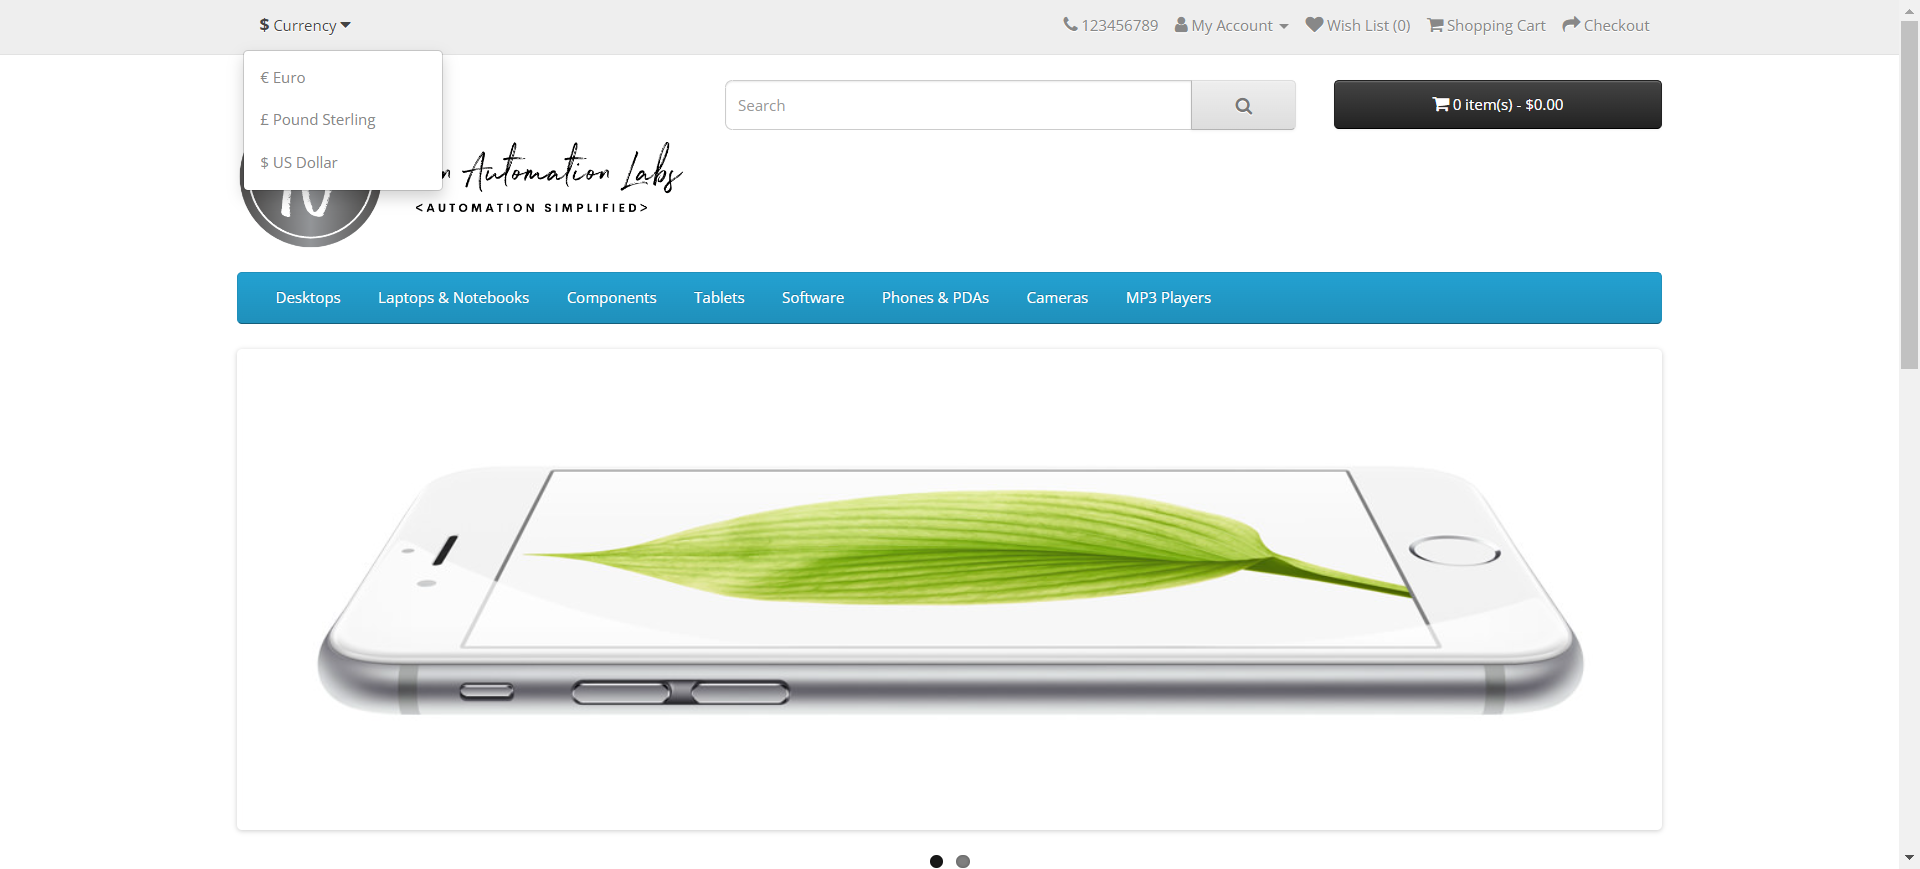 $ Currency
123456789
My Account
Wish List (0)
Shopping Cart
Checkout
€ Euro
£ Pound Sterling
$ US Dollar
Search
0 item(s) - $0.00
Automation Labs
<AUTOMATION SIMPLIFIED>
Desktops
Laptops & Notebooks
Components
Tablets
Software
Phones & PDAs
Cameras
MP3 Players